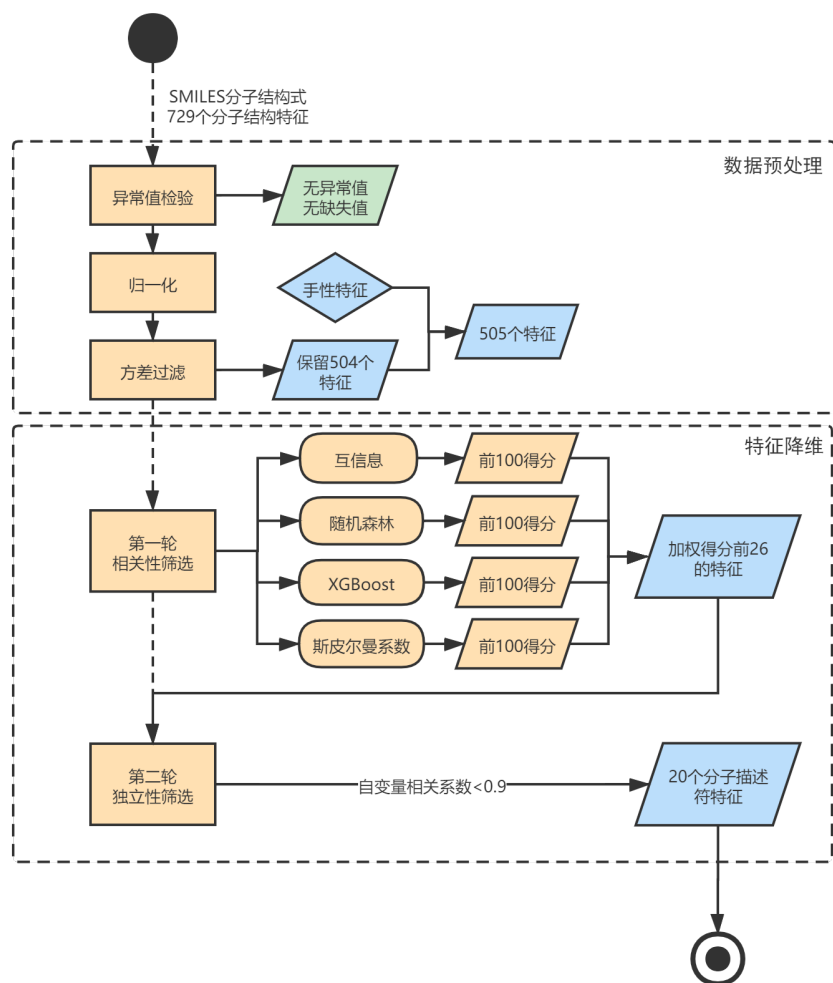 SMILES分子结构式
729个分子结构特征
数据预处理
异常值检验
无异常值
无缺失值
归一化
手性特征
505个特征
方差过滤
保留504个
特征
特征降维
互信息
前100得分
随机森林
前100得分
第一轮
相关性筛选
加权得分前26
的特征
XGBoost
前100得分
斯皮尔曼系数
前100得分
第二轮
独立性筛选
自变量相关系数<0.9
20个分子描述
符特征